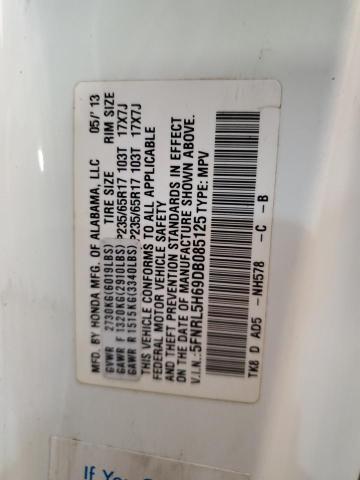 MFD. BY HONDA MFG. OF ALABAMA, LLC 05/' 13
TIRE SIZE RIM SIZE
GVWR 2730KG(6019LBS)
GAWR F 1320KG(2910LBS) P235/65R17 103T 17X7J
GAWR R 1515KG(3340LBS) P235/65R17 103T 17X7J
THIS VEHICLE CONFORMS TO ALL APPLICABLE
FEDERAL MOTOR VEHICLE SAFETY
AND THEFT PREVENTION STANDARDS IN EFFECT
ON THE DATE OF MANUFACTURE SHOWN ABOVE.
V.I.N.:5FNRL5H69DB085125 TYPE: MPV
TK8 D AD5 -NH578 -C -B
If You